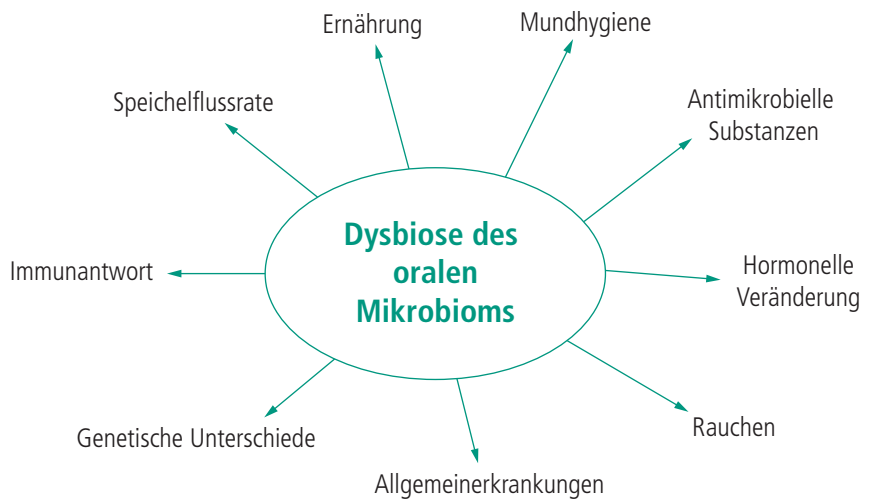 Ernährung
Mundhygiene
Speichelflussrate
Antimikrobielle
Substanzen
Dysbiose des
oralen
Mikrobioms
Immunantwort
Hormonelle
Veränderung
Genetische Unterschiede
Rauchen
Allgemeinerkrankungen